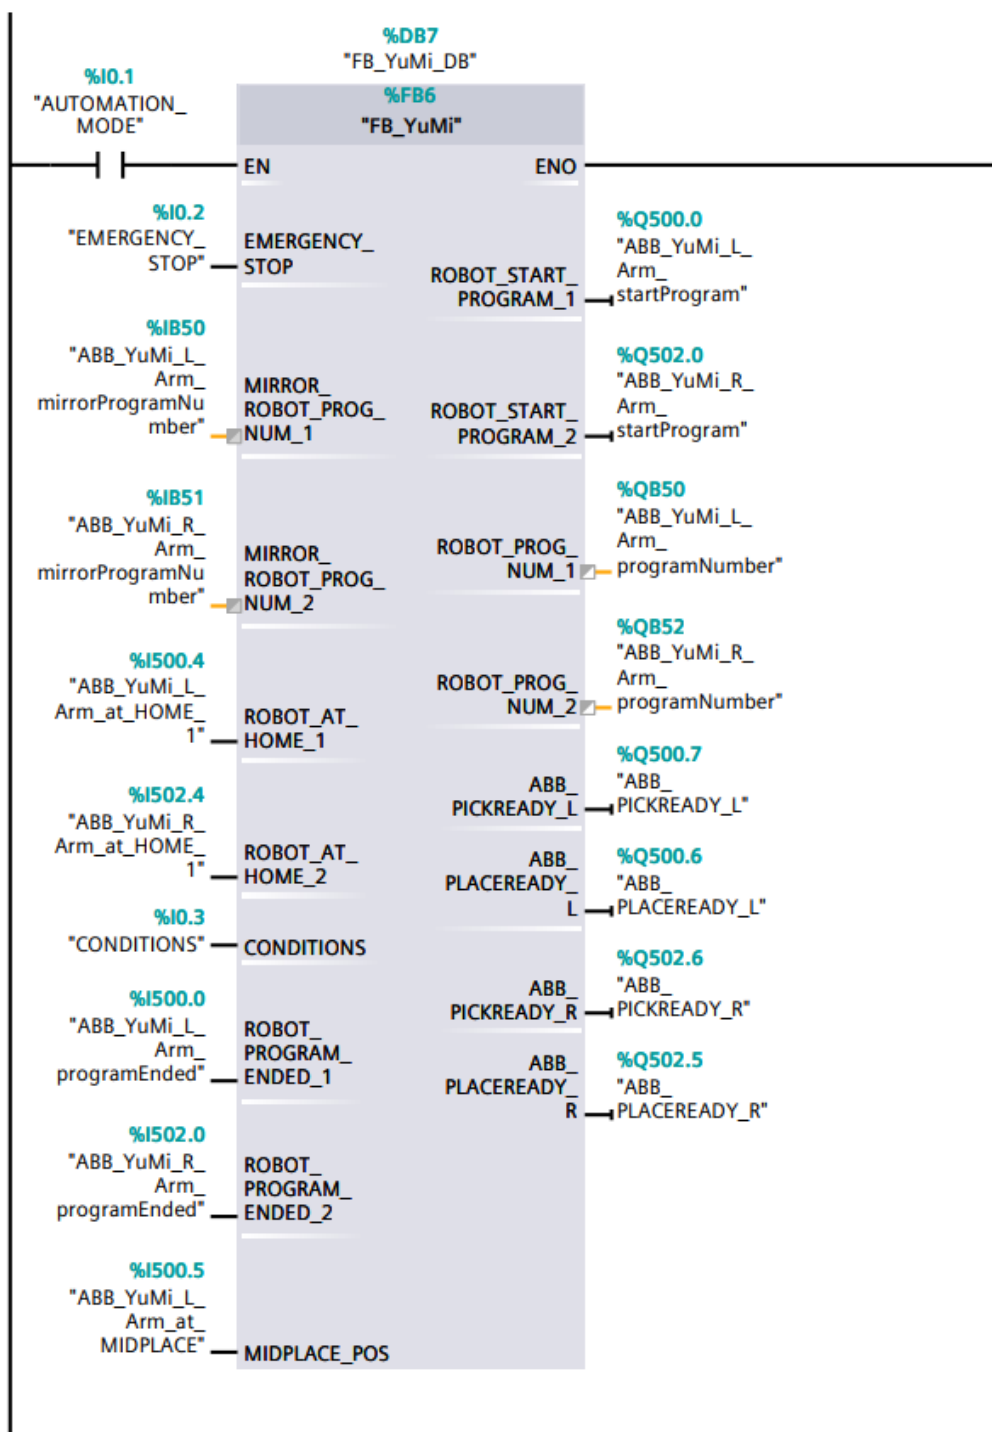 %DB7
"FB_YuMi_DB"
%I0.1
"AUTOMATION_
MODE"
%FB6
"FB_YuMi"
EN
ENO
%I0.2
"EMERGENCY_
STOP"
EMERGENCY_
STOP
%Q500.0
"ABB_YuMi_L_
Arm_
startProgram"
ROBOT_START_
PROGRAM_1
%IB50
"ABB_YuMi_L_
Arm_
mirrorProgramNu
mber"
MIRROR_
ROBOT_PROG_
NUM_1
%Q502.0
"ABB_YuMi_R_
Arm_
startProgram"
ROBOT_START_
PROGRAM_2
%IB51
"ABB_YuMi_R_
Arm_
mirrorProgramNu
mber"
MIRROR_
ROBOT_PROG_
NUM_2
%QB50
"ABB_YuMi_L_
Arm_
programNumber"
ROBOT_PROG_
NUM_1
%I500.4
"ABB_YuMi_L_
Arm_at_HOME_
1"
ROBOT_AT_
HOME_1
%QB52
"ABB_YuMi_R_
Arm_
programNumber"
ROBOT_PROG_
NUM_2
%I502.4
"ABB_YuMi_R_
Arm_at_HOME_
1"
ROBOT_AT_
HOME_2
%Q500.7
"ABB_
PICKREADY_L"
ABB_
PICKREADY_L
%Q500.6
"ABB_
PLACEREADY_L"
ABB_
PLACEREADY_
L
%I0.3
"CONDITIONS"
CONDITIONS
%Q502.6
"ABB_
PICKREADY_R"
ABB_
PICKREADY_R
%I500.0
"ABB_YuMi_L_
Arm_
programEnded"
ROBOT_
PROGRAM_
ENDED_1
%Q502.5
"ABB_
PLACEREADY_R"
ABB_
PLACEREADY_
R
%I502.0
"ABB_YuMi_R_
Arm_
programEnded"
ROBOT_
PROGRAM_
ENDED_2
%I500.5
"ABB_YuMi_L_
Arm_at_
MIDPLACE"
MIDPLACE_POS